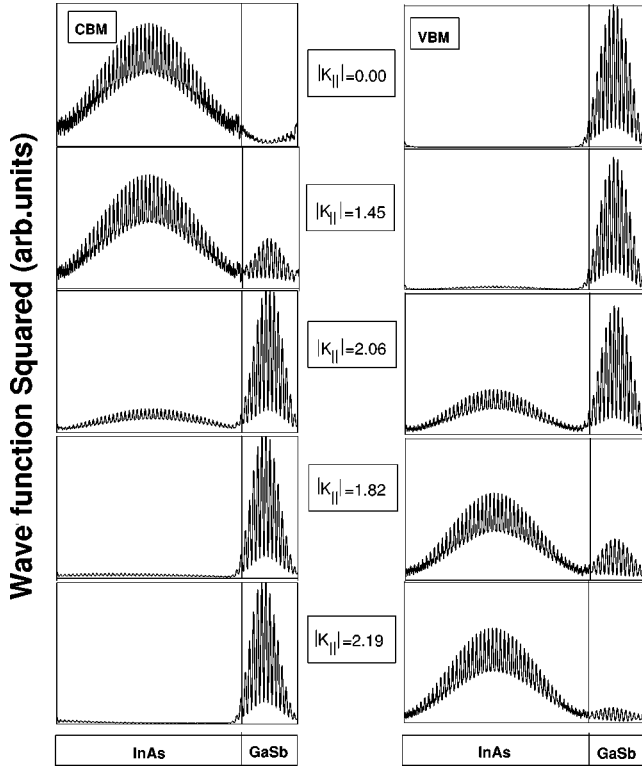 CBM
VBM
|K|||=0.00
|K|||=1.45
|K|||=2.06
|K|||=1.82
|K|||=2.19
Wave function Squared (arb.units)
InAs
GaSb
InAs
GaSb